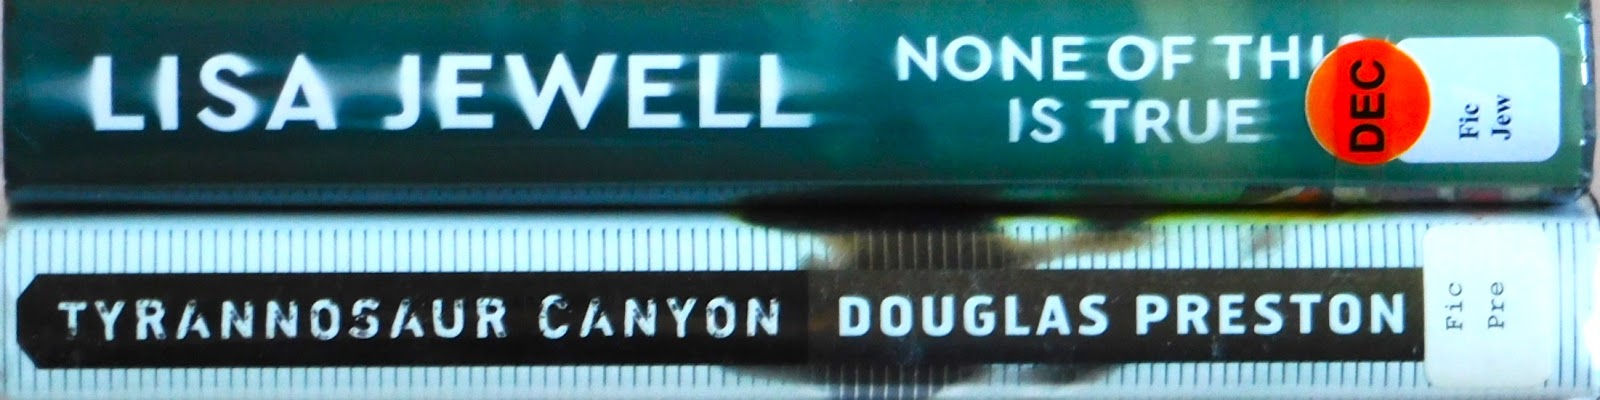 LISA JEWELL
NONE OF THIS
IS TRUE
DEC
Fic
Jew
TYRANNOSAUR CANYON
DOUGLAS PRESTON
Fic
Pre